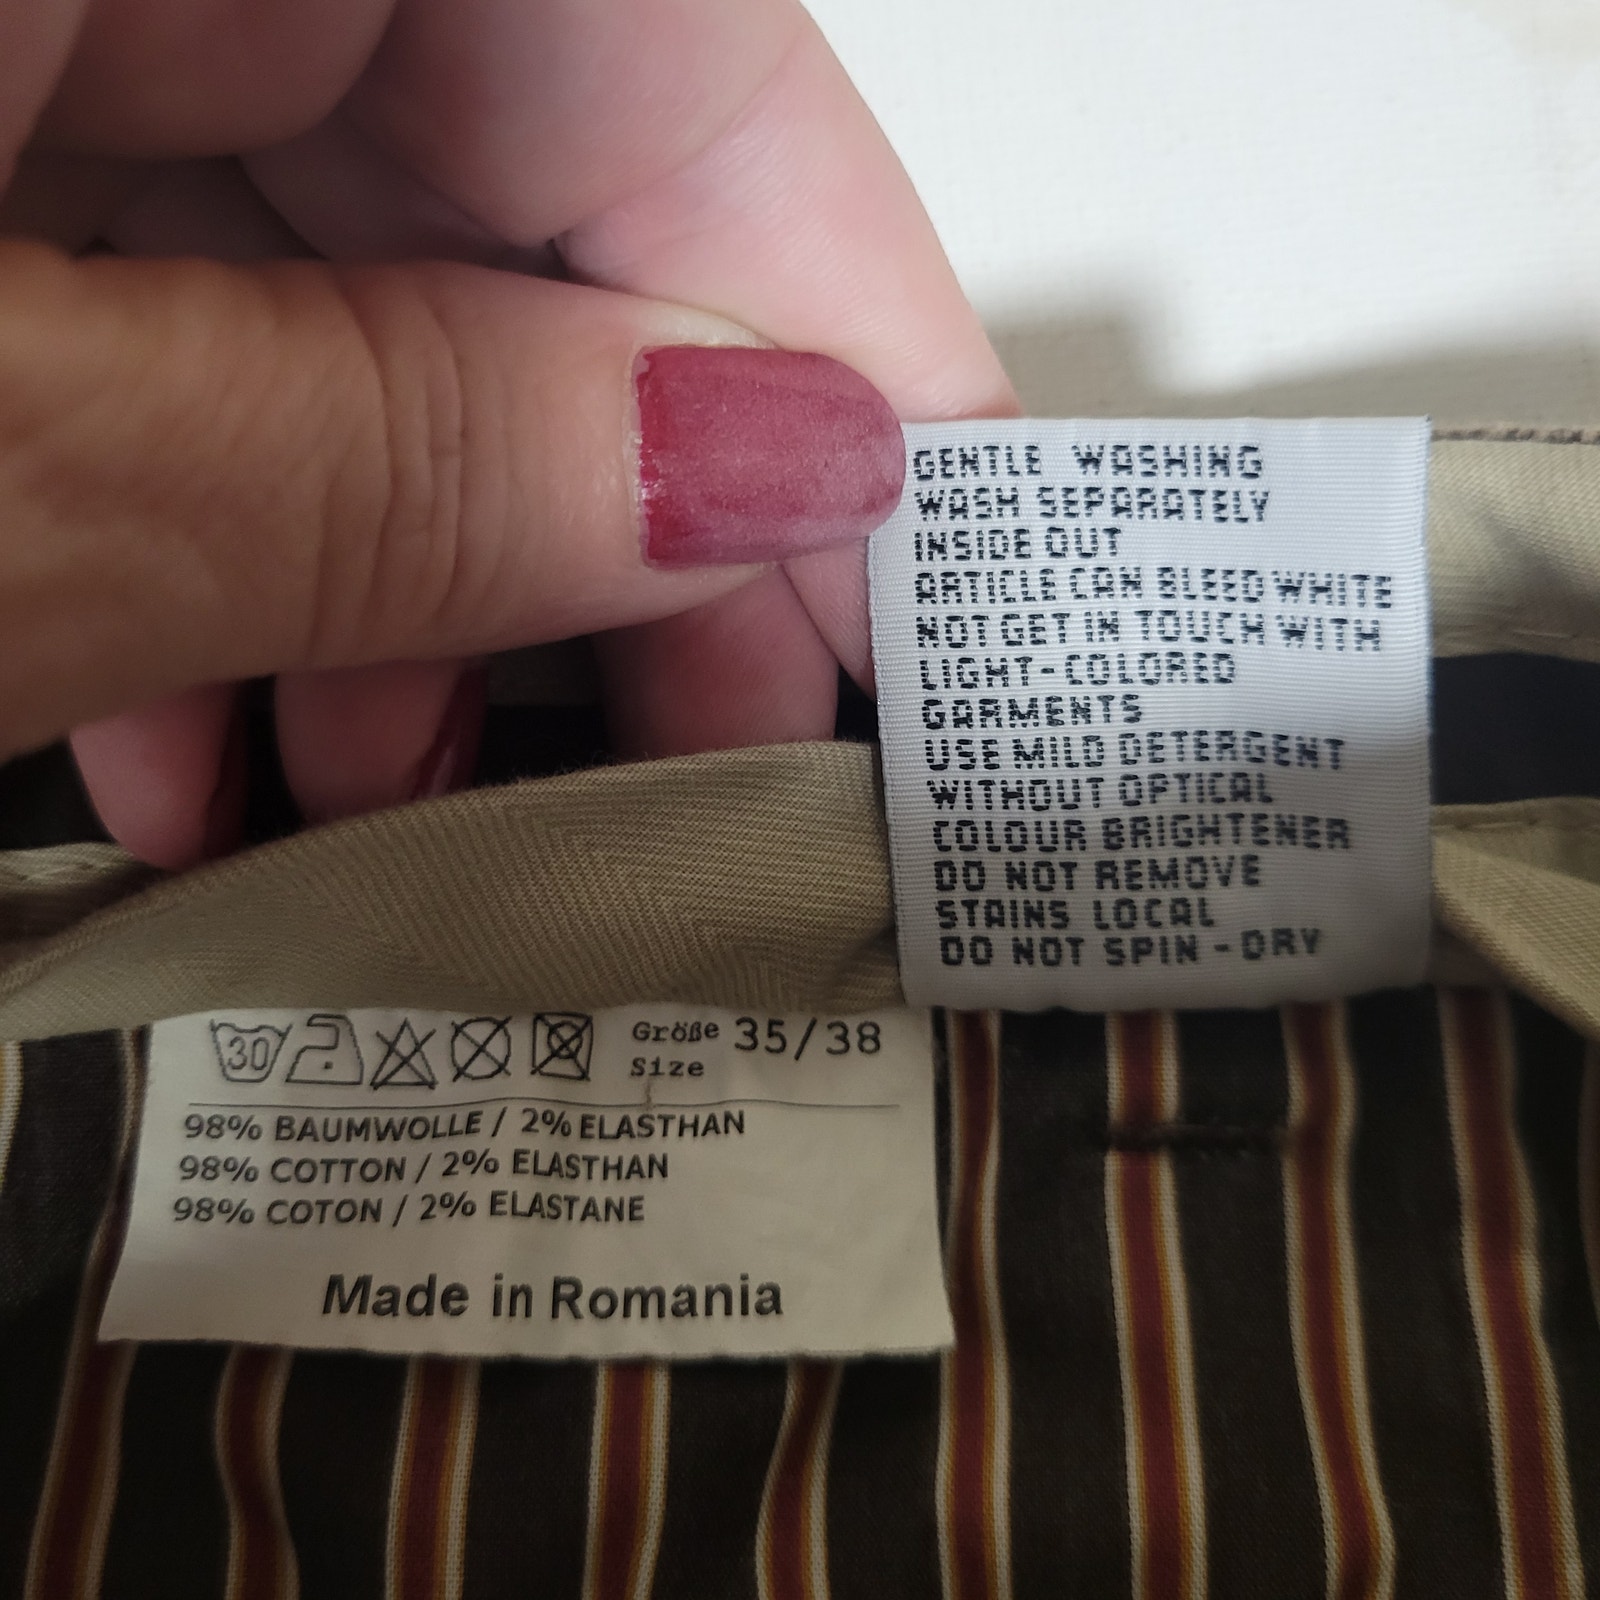 GENTLE WASHING
WASH SEPARATELY
INSIDE OUT
ARTICLE CAN BLEED WHITE
NOT GET IN TOUCH WITH
LIGHT-COLORED
GARMENTS
USE MILD DETERGENT
WITHOUT OPTICAL
COLOUR BRIGHTENER
DO NOT REMOVE
STAINS LOCAL
DO NOT SPIN-DRY
30 Größe 35/38
Size
98% BAUMWOLLE / 2% ELASTHAN
98% COTTON / 2% ELASTHAN
98% COTON / 2% ELASTANE
Made in Romania